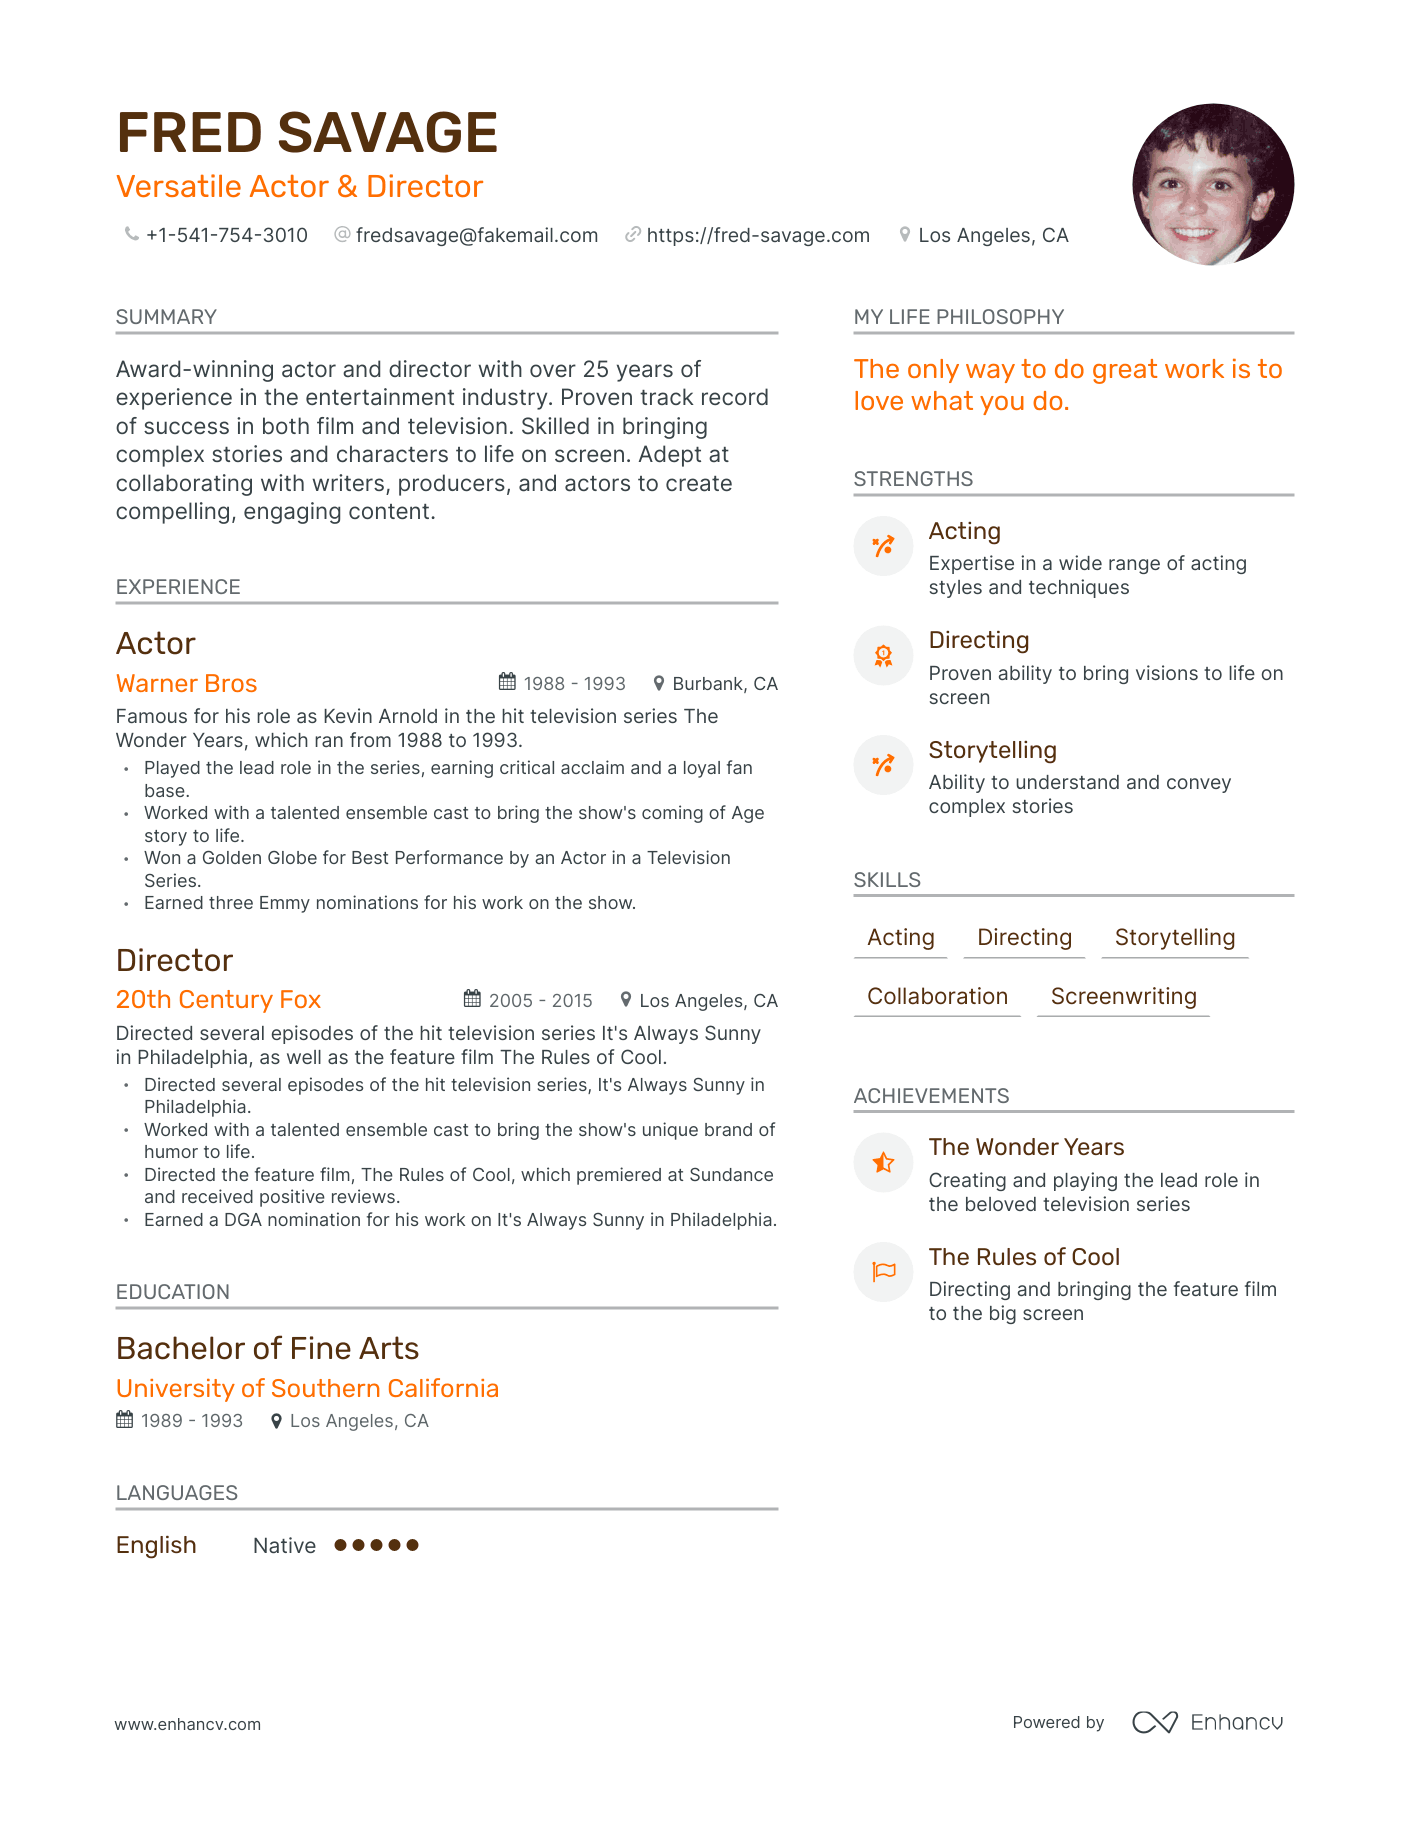 FRED SAVAGE
Versatile Actor & Director
+1-541-754-3010 @ fredsavage@fakemail.com https://fred-savage.com Los Angeles, CA
SUMMARY
Award-winning actor and director with over 25 years of
experience in the entertainment industry. Proven track record
of success in both film and television. Skilled in bringing
complex stories and characters to life on screen. Adept at
collaborating with writers, producers, and actors to create
compelling, engaging content.
EXPERIENCE
Actor
Warner Bros 1988 - 1993 Burbank, CA
Famous for his role as Kevin Arnold in the hit television series The
Wonder Years, which ran from 1988 to 1993.
• Played the lead role in the series, earning critical acclaim and a loyal fan
base.
• Worked with a talented ensemble cast to bring the show's coming of Age
story to life.
• Won a Golden Globe for Best Performance by an Actor in a Television
Series.
• Earned three Emmy nominations for his work on the show.
Director
20th Century Fox 2005 - 2015 Los Angeles, CA
Directed several episodes of the hit television series It's Always Sunny
in Philadelphia, as well as the feature film The Rules of Cool.
• Directed several episodes of the hit television series, It's Always Sunny in
Philadelphia.
• Worked with a talented ensemble cast to bring the show's unique brand of
humor to life.
• Directed the feature film, The Rules of Cool, which premiered at Sundance
and received positive reviews.
• Earned a DGA nomination for his work on It's Always Sunny in Philadelphia.
EDUCATION
Bachelor of Fine Arts
University of Southern California
1989 - 1993 Los Angeles, CA
LANGUAGES
English Native
MY LIFE PHILOSOPHY
The only way to do great work is to
love what you do.
STRENGTHS
Acting
Expertise in a wide range of acting
styles and techniques
Directing
Proven ability to bring visions to life on
screen
Storytelling
Ability to understand and convey
complex stories
SKILLS
Acting Directing Storytelling
Collaboration Screenwriting
ACHIEVEMENTS
The Wonder Years
Creating and playing the lead role in
the beloved television series
The Rules of Cool
Directing and bringing the feature film
to the big screen
www.enhancv.com
Powered by Enhancv